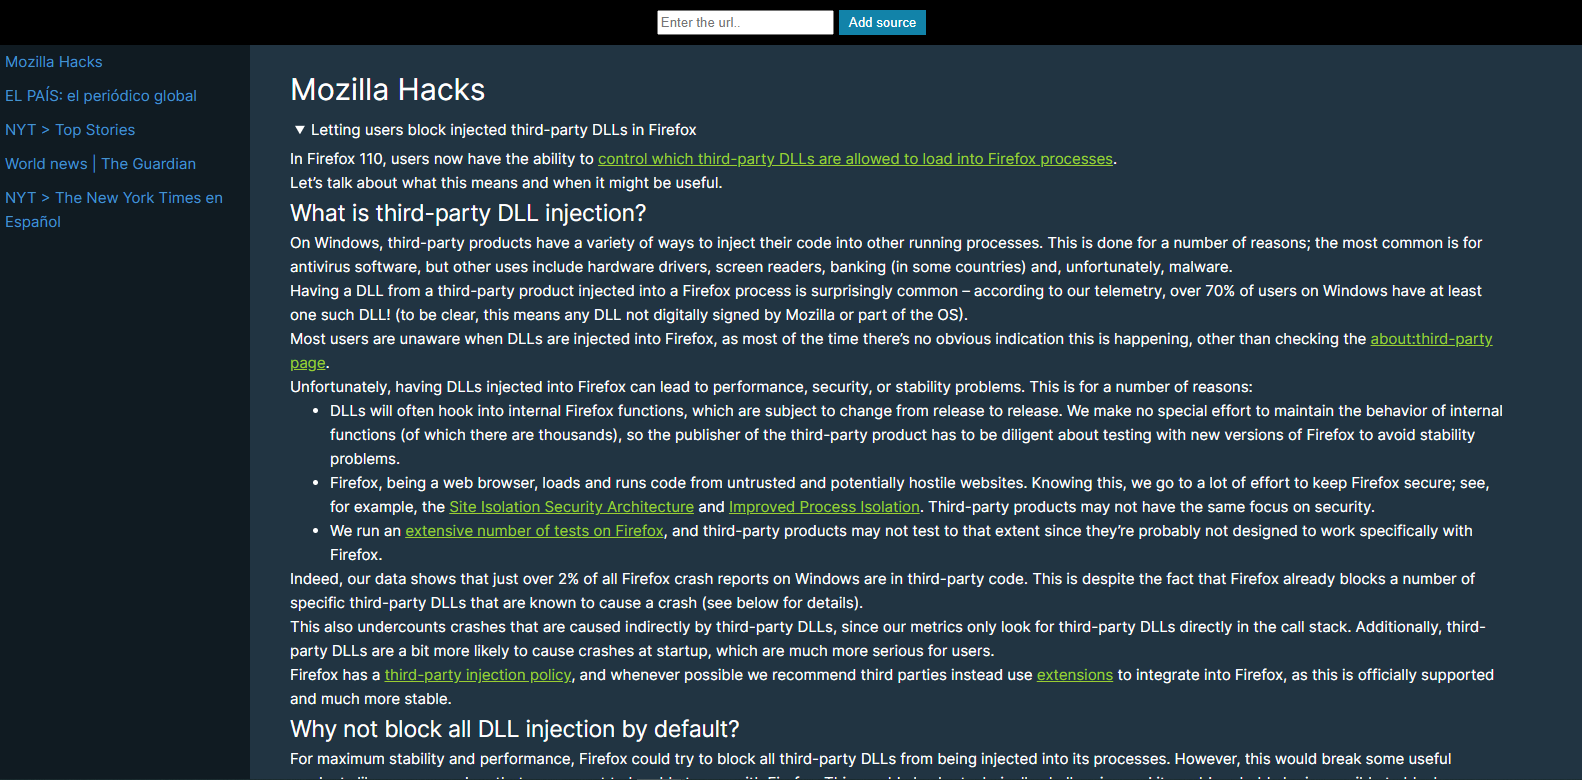 Enter the url..
Add source
Mozilla Hacks
EL PAÍS: el periódico global
NYT > Top Stories
World news | The Guardian
NYT > The New York Times en
Español
Mozilla Hacks
▼ Letting users block injected third-party DLLs in Firefox
In Firefox 110, users now have the ability to control which third-party DLLs are allowed to load into Firefox processes.
Let’s talk about what this means and when it might be useful.
What is third-party DLL injection?
On Windows, third-party products have a variety of ways to inject their code into other running processes. This is done for a number of reasons; the most common is for
antivirus software, but other uses include hardware drivers, screen readers, banking (in some countries) and, unfortunately, malware.
Having a DLL from a third-party product injected into a Firefox process is surprisingly common – according to our telemetry, over 70% of users on Windows have at least
one such DLL! (to be clear, this means any DLL not digitally signed by Mozilla or part of the OS).
Most users are unaware when DLLs are injected into Firefox, as most of the time there’s no obvious indication this is happening, other than checking the about:third-party
page.
Unfortunately, having DLLs injected into Firefox can lead to performance, security, or stability problems. This is for a number of reasons:
• DLLs will often hook into internal Firefox functions, which are subject to change from release to release. We make no special effort to maintain the behavior of internal
functions (of which there are thousands), so the publisher of the third-party product has to be diligent about testing with new versions of Firefox to avoid stability
problems.
• Firefox, being a web browser, loads and runs code from untrusted and potentially hostile websites. Knowing this, we go to a lot of effort to keep Firefox secure; see,
for example, the Site Isolation Security Architecture and Improved Process Isolation. Third-party products may not have the same focus on security.
• We run an extensive number of tests on Firefox, and third-party products may not test to that extent since they’re probably not designed to work specifically with
Firefox.
Indeed, our data shows that just over 2% of all Firefox crash reports on Windows are in third-party code. This is despite the fact that Firefox already blocks a number of
specific third-party DLLs that are known to cause a crash (see below for details).
This also undercounts crashes that are caused indirectly by third-party DLLs, since our metrics only look for third-party DLLs directly in the call stack. Additionally, third-
party DLLs are a bit more likely to cause crashes at startup, which are much more serious for users.
Firefox has a third-party injection policy, and whenever possible we recommend third parties instead use extensions to integrate into Firefox, as this is officially supported
and much more stable.
Why not block all DLL injection by default?
For maximum stability and performance, Firefox could try to block all third-party DLLs from being injected into its processes. However, this would break some useful